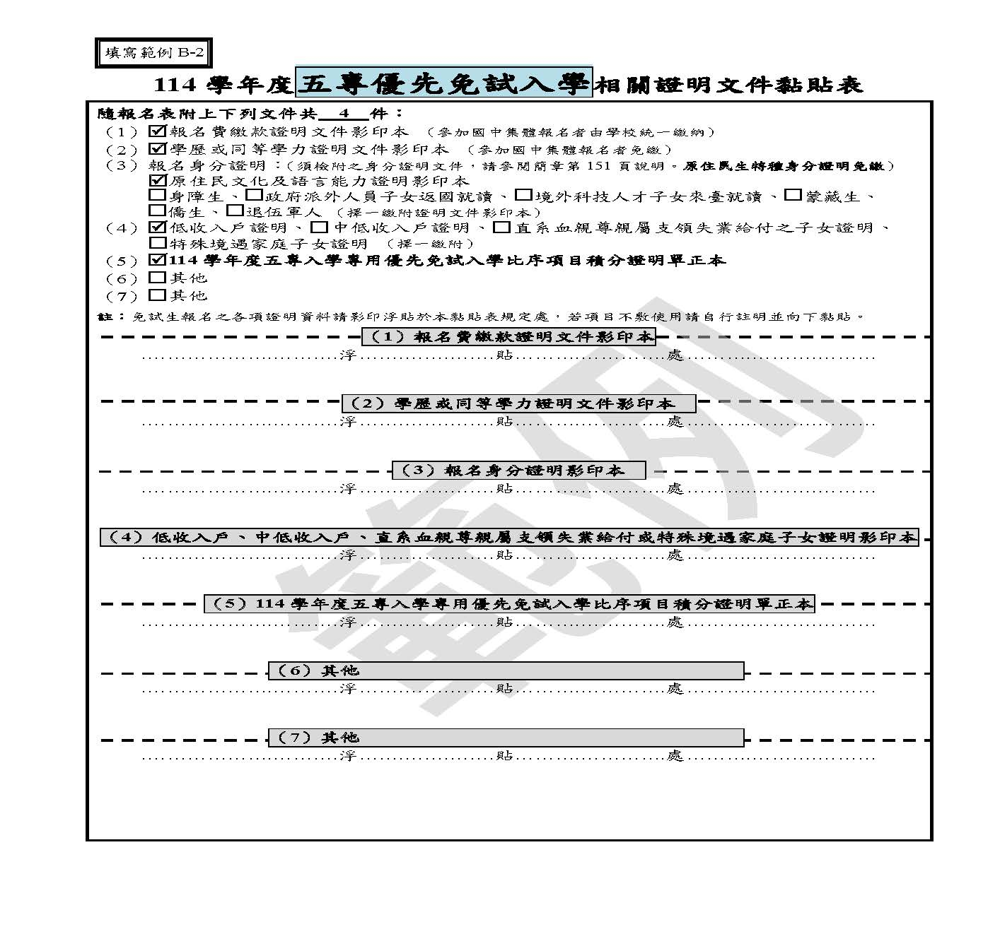 填寫範例 B-2
114 學年度五專優先免試入學相關證明文件黏貼表
隨報名表附上下列文件共 4 件：
（1）☑報名費繳款證明文件影印本 （參加國中集體報名者由學校統一繳納）
（2）☑學歷或同等學力證明文件影印本 （參加國中集體報名者免繳）
（3）報名身分證明：（須檢附之身分證明文件，請參閱簡章第 151 頁說明。原住民生特種身分證明免繳）
☑原住民文化及語言能力證明影印本
□身障生、□政府派外人員子女返國就讀、□境外科技人才子女來臺就讀、□蒙藏生、
□僑生、□退伍軍人 （擇一繳附證明文件影印本）
（4）☑低收入戶證明、□中低收入戶證明、□直系血親尊親屬支領失業給付之子女證明、
□特殊境遇家庭子女證明 （擇一繳附）
（5）☑114 學年度五專入學專用優先免試入學比序項目積分證明單正本
（6）□其他
（7）□其他
註：免試生報名之各項證明資料請影印浮貼於本黏貼表規定處，若項目不敷使用請自行註明並向下黏貼。
（1）報名費繳款證明文件影印本
浮 貼 處
（2）學歷或同等學力證明文件影印本
浮 貼 處
（3）報名身分證明影印本
浮 貼 處
（4）低收入戶、中低收入戶、直系血親尊親屬支領失業給付或特殊境遇家庭子女證明影印本
浮 貼 處
（5）114 學年度五專入學專用優先免試入學比序項目積分證明單正本
浮 貼 處
（6）其他
浮 貼 處
（7）其他
浮 貼 處
範例